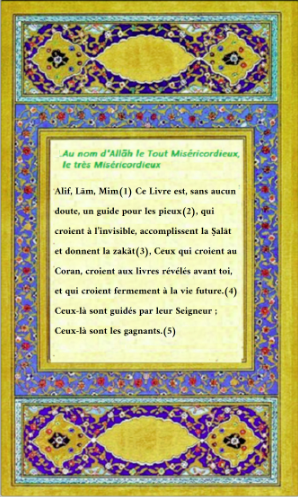 Au nom d'Allāh le Tout Miséricordieux,
le très Miséricordieux
Alif, Lām, Mim(1) Ce Livre est, sans aucun
doute, un guide pour les pieux(2), qui
croient à l'invisible, accomplissent la Ṣalāt
et donnent la zakāt(3), Ceux qui croient au
Coran, croient aux livres révélés avant toi,
et qui croient fermement à la vie future.(4)
Ceux-là sont guidés par leur Seigneur ;
Ceux-là sont les gagnants.(5)